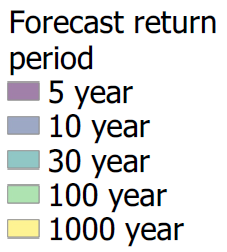 Forecast return
period
5 year
10 year
30 year
100 year
1000 year